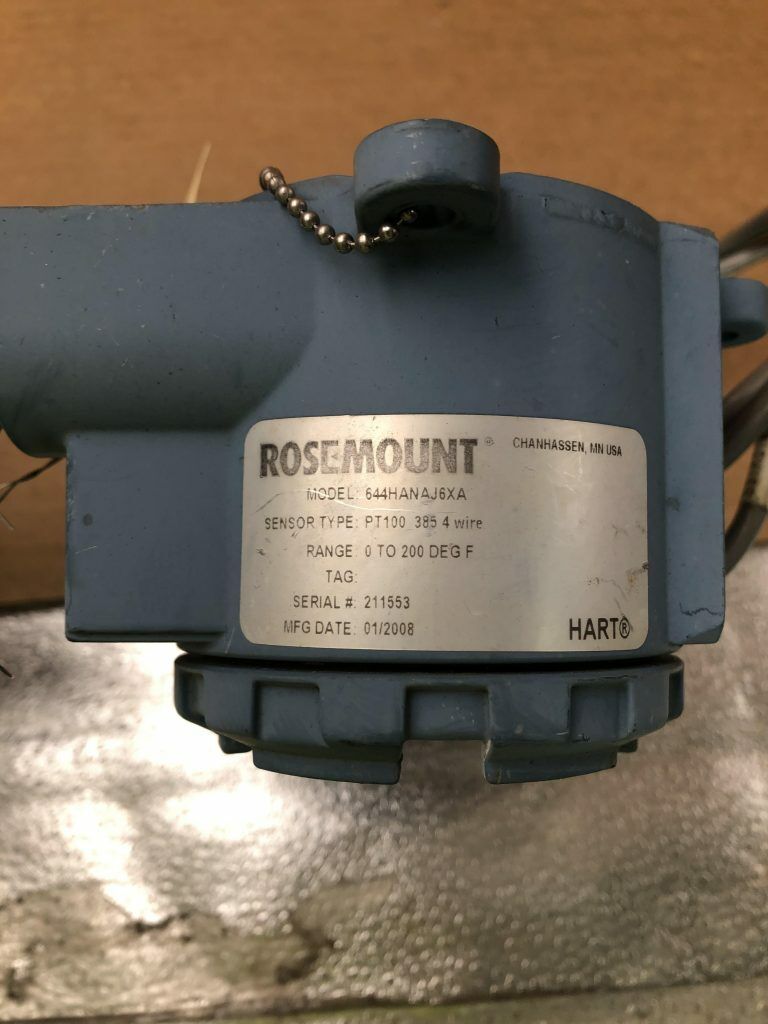 ROSEMOUNT® CHANHASSEN, MN USA
MODEL: 644HANAJ6XA
SENSOR TYPE: PT100 385 4 wire
RANGE: 0 TO 200 DEG F
TAG:
SERIAL #: 211553
MFG DATE: 01/2008
HART®